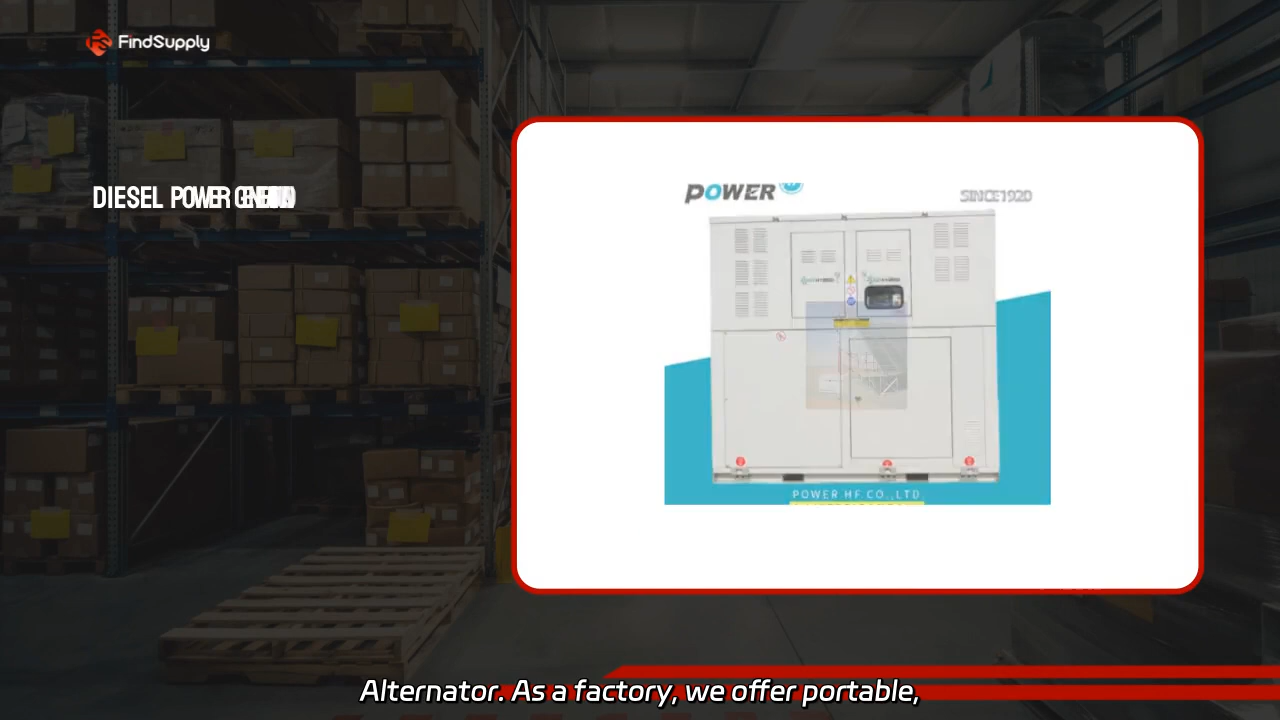 FindSupply
DIESEL POWER
POWER
SINCE1920
POWER HF CO.,LTD.
Alternator. As a factory, we offer portable,